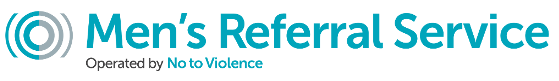 Men's Referral Service
Operated by No to Violence